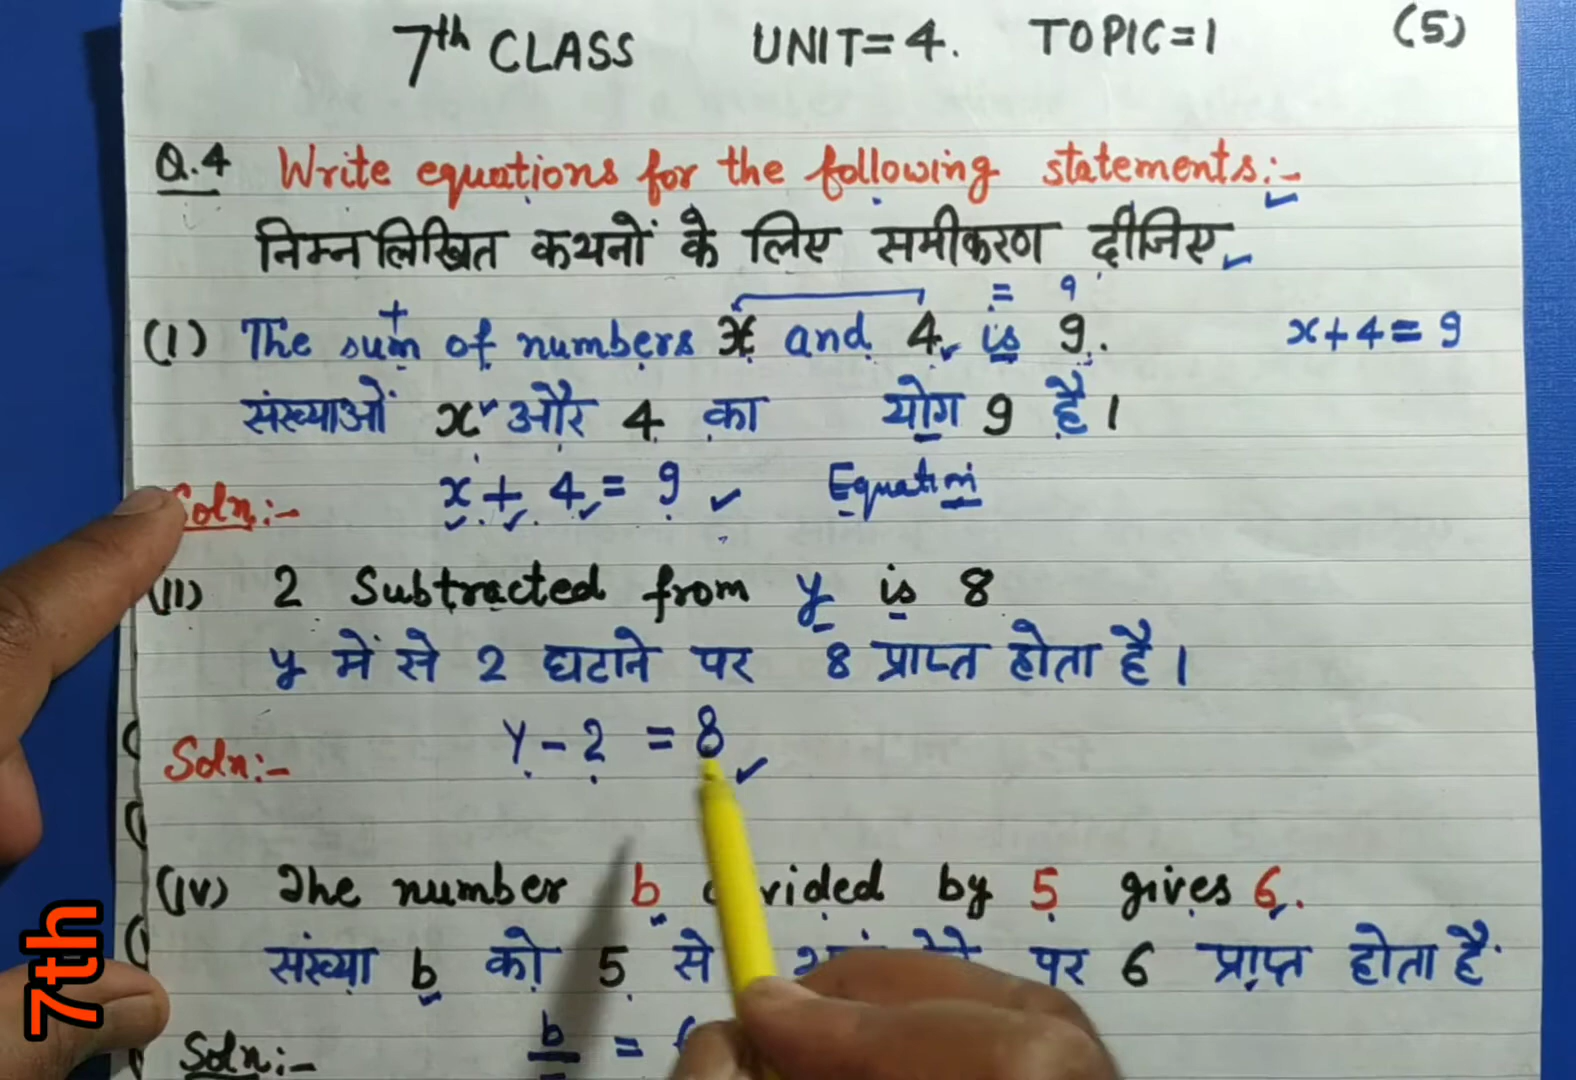 7th CLASS UNIT=4. TOPIC=1 (5)
Q.4 Write equations for the following statements:-
निम्नलिखित कथनों के लिए समीकरण दीजिए
+ = 9
(I) The sum of numbers x and 4 is 9. x+4=9
संख्याओं x और 4 का योग 9 है।
Soln:- x + 4 = 9 Equation
(II) 2 Subtracted from y is 8
y में से 2 घटाने पर 8 प्राप्त होता है।
Soln:- y - 2 = 8
(IV) The number b by 5 gives 6.
संख्या b को 5 से पर 6 प्राप्त होता है
Soln:- b =
7th